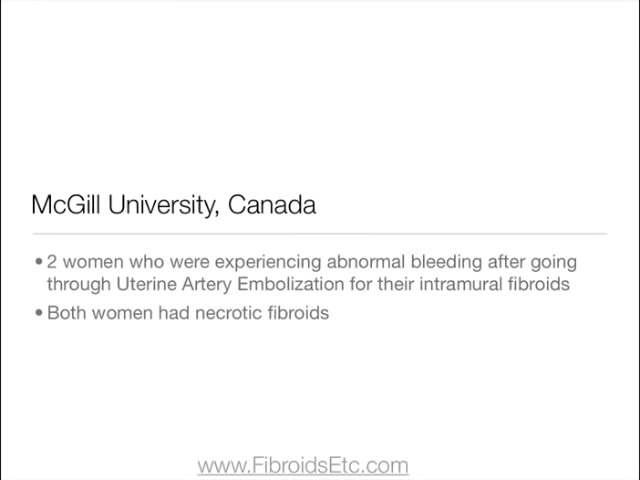 McGill University, Canada
•2 women who were experiencing abnormal bleeding after going
through Uterine Artery Embolization for their intramural fibroids
•Both women had necrotic fibroids
www.FibroidsEtc.com